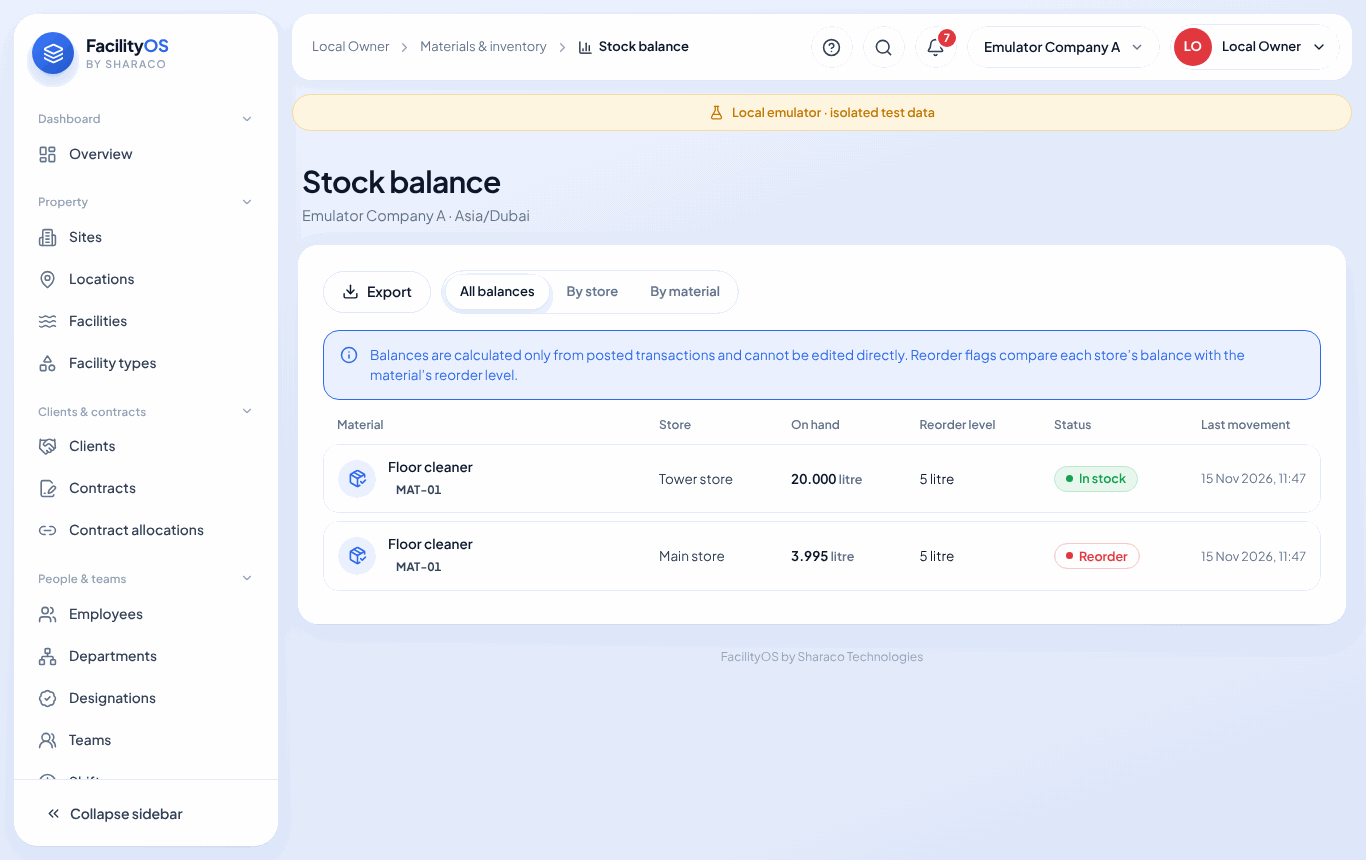 FacilityOS
BY SHARACO
Dashboard
Overview
Property
Sites
Locations
Facilities
Facility types
Clients & contracts
Clients
Contracts
Contract allocations
People & teams
Employees
Departments
Designations
Teams
Collapse sidebar
Local Owner > Materials & inventory > Stock balance
7
Emulator Company A
LO Local Owner
Local emulator · isolated test data
Stock balance
Emulator Company A · Asia/Dubai
Export
All balances By store By material
Balances are calculated only from posted transactions and cannot be edited directly. Reorder flags compare each store’s balance with the
material’s reorder level.
Material Store On hand Reorder level Status Last movement
Floor cleaner
MAT-01
Tower store 20.000 litre 5 litre In stock 15 Nov 2026, 11:47
Floor cleaner
MAT-01
Main store 3.995 litre 5 litre Reorder 15 Nov 2026, 11:47
FacilityOS by Sharaco Technologies